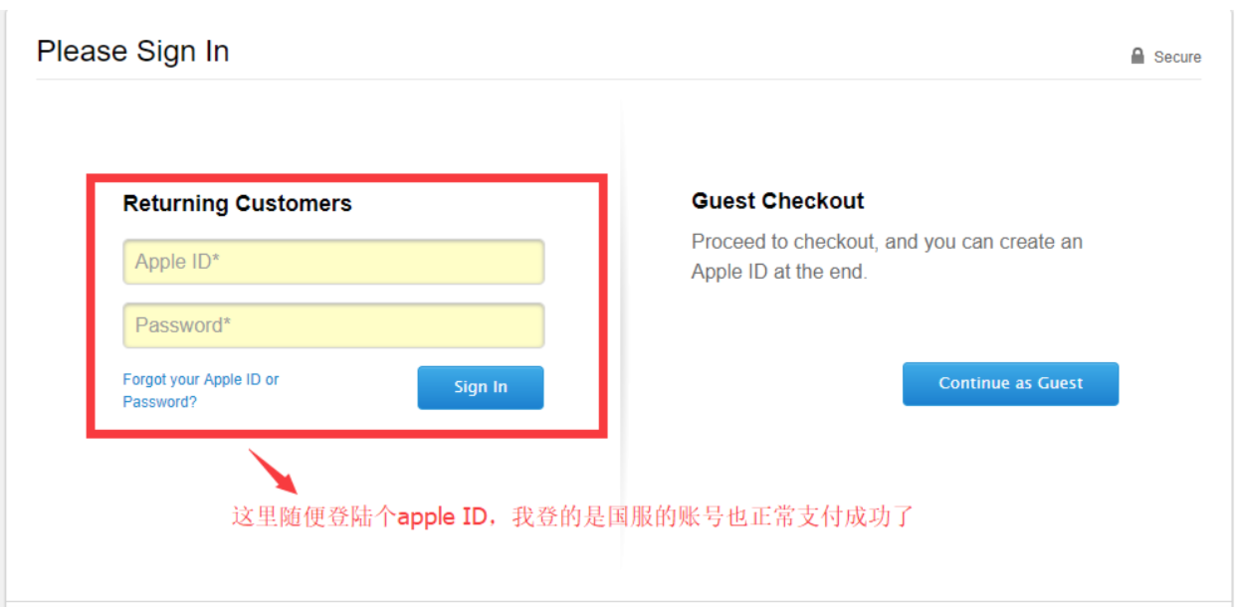 Please Sign In
Secure
Returning Customers
Apple ID*
Password*
Forgot your Apple ID or
Password?
Sign In
Guest Checkout
Proceed to checkout, and you can create an
Apple ID at the end.
Continue as Guest
这里随便登陆个apple ID，我登的是国服的账号也正常支付成功了